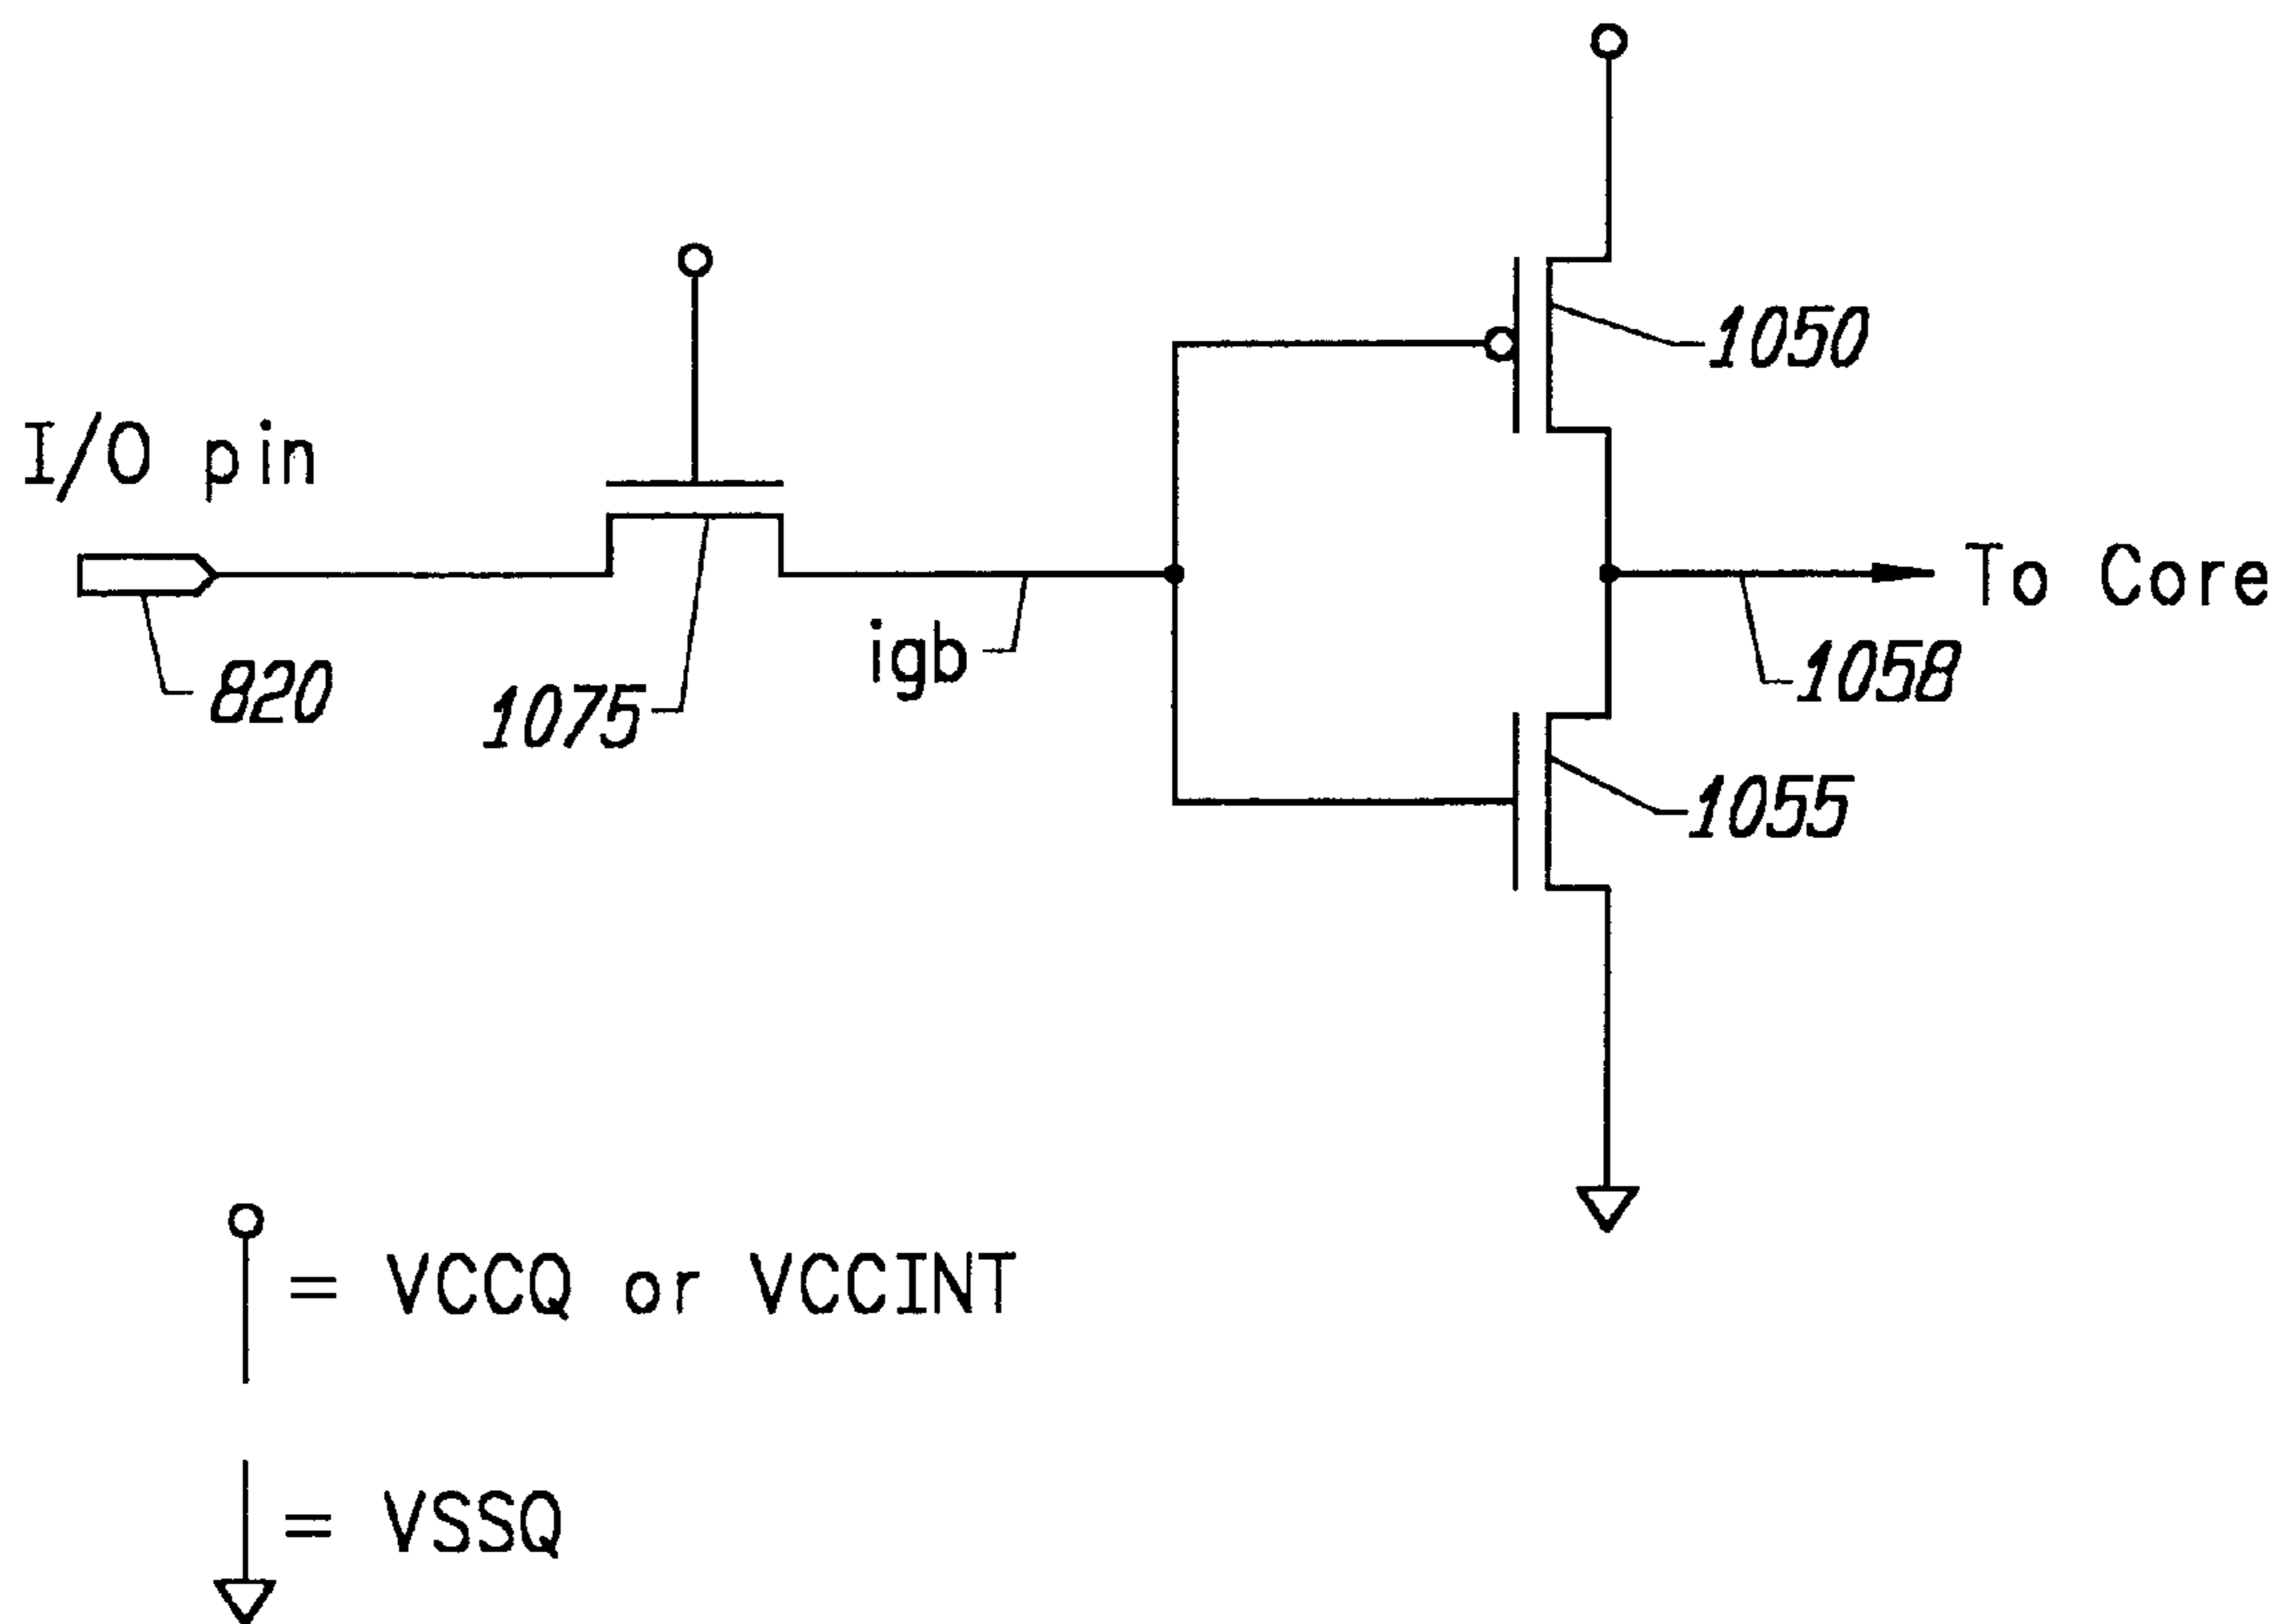 1050
I/O pin
To Core
820
1075
igb
1058
1055
= VCCQ or VCCINT
= VSSQ